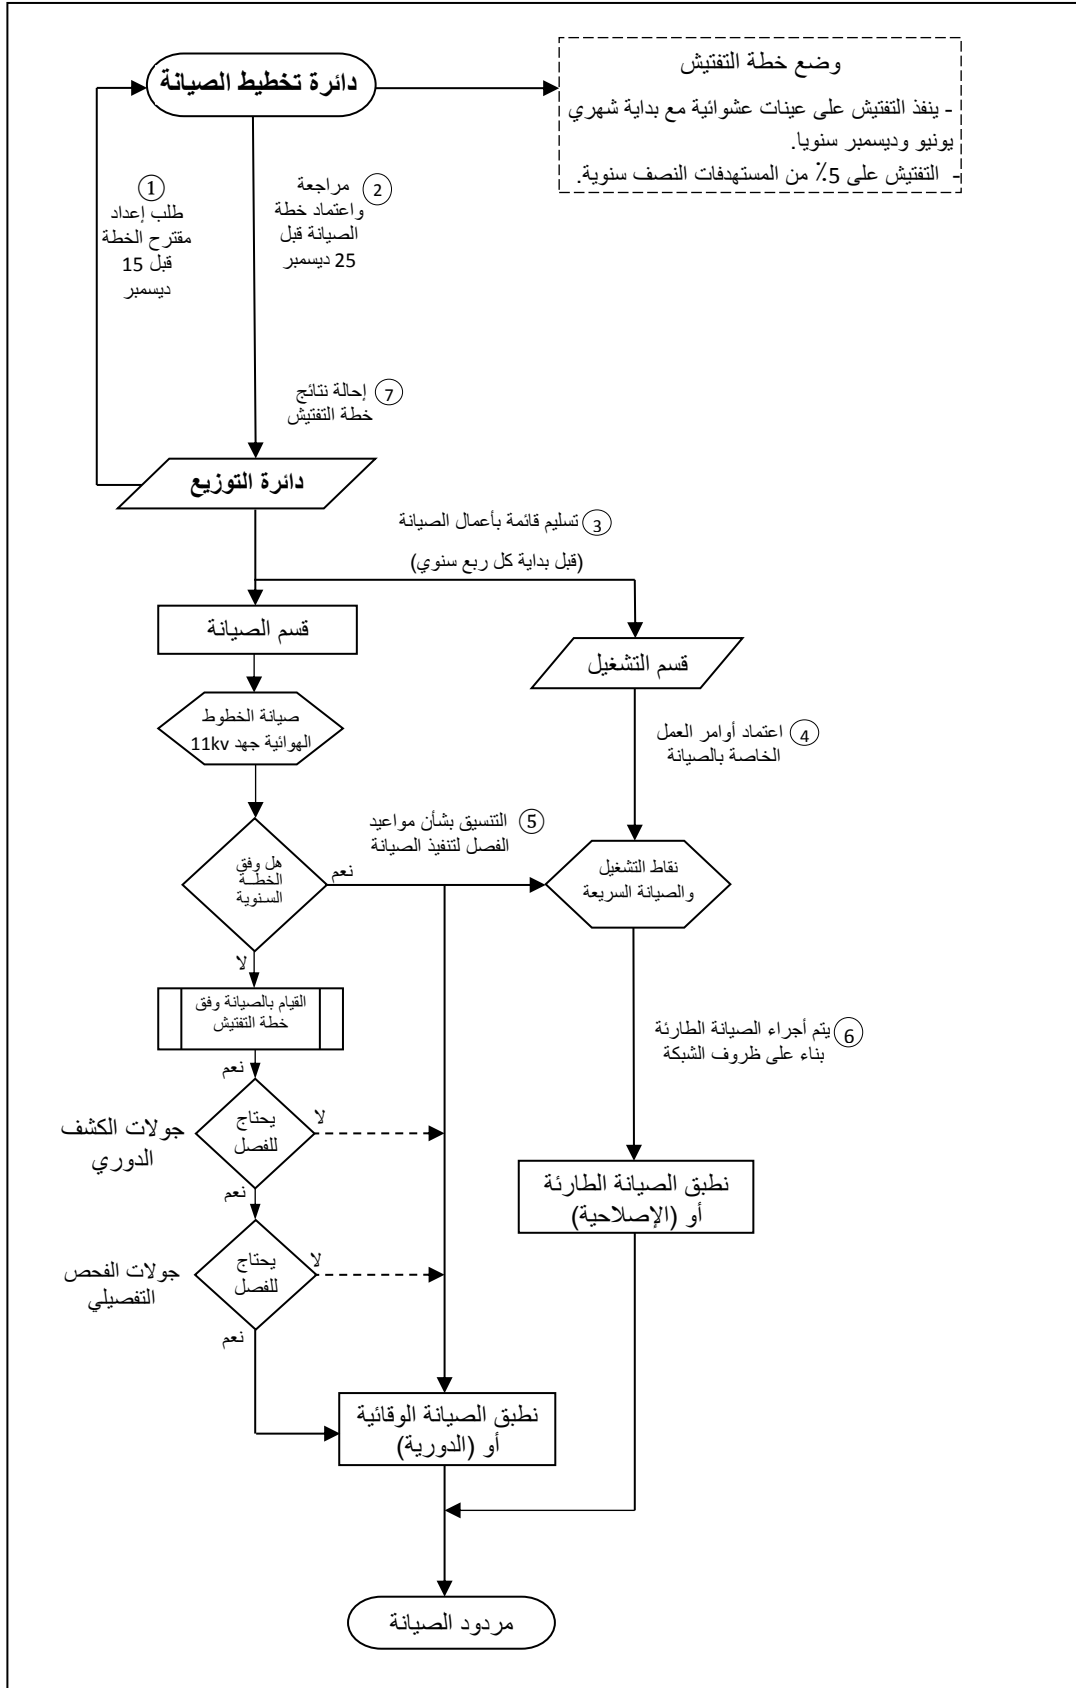 دائرة تخطيط الصيانة
وضع خطة التفتيش
- ينفذ التفتيش على عينات عشوائية مع بداية شهري
يونيو وديسمبر سنويا.
- التفتيش على 5٪ من المستهدفات النصف سنوية.
1
طلب إعداد
مقترح الخطة
قبل 15
ديسمبر
2 مراجعة
واعتماد خطة
الصيانة قبل
25 ديسمبر
7 إحالة نتائج
خطة التفتيش
دائرة التوزيع
3 تسليم قائمة بأعمال الصيانة
(قبل بداية كل ربع سنوي)
قسم الصيانة
قسم التشغيل
صيانة الخطوط
الهوائية جهد 11kv
4 اعتماد أوامر العمل
الخاصة بالصيانة
5 التنسيق بشأن مواعيد
الفصل لتنفيذ الصيانة
هل وفق
الخطـة
السنوية
نعم
لا
نقاط التشغيل
والصيانة السريعة
القيام بالصيانة وفق
خطة التفتيش
نعم
6 يتم أجراء الصيانة الطارئة
بناء على ظروف الشبكة
جولات الكشف
الدوري
يحتاج
للفصل
لا
نعم
نطبق الصيانة الطارئة
أو (الإصلاحية)
جولات الفحص
التفصيلي
يحتاج
للفصل
لا
نعم
نطبق الصيانة الوقائية
أو (الدورية)
مردود الصيانة